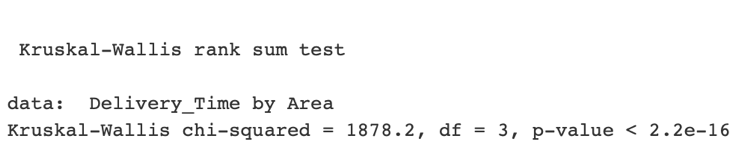 Kruskal-Wallis rank sum test
data:  Delivery_Time by Area
Kruskal-Wallis chi-squared = 1878.2, df = 3, p-value < 2.2e-16